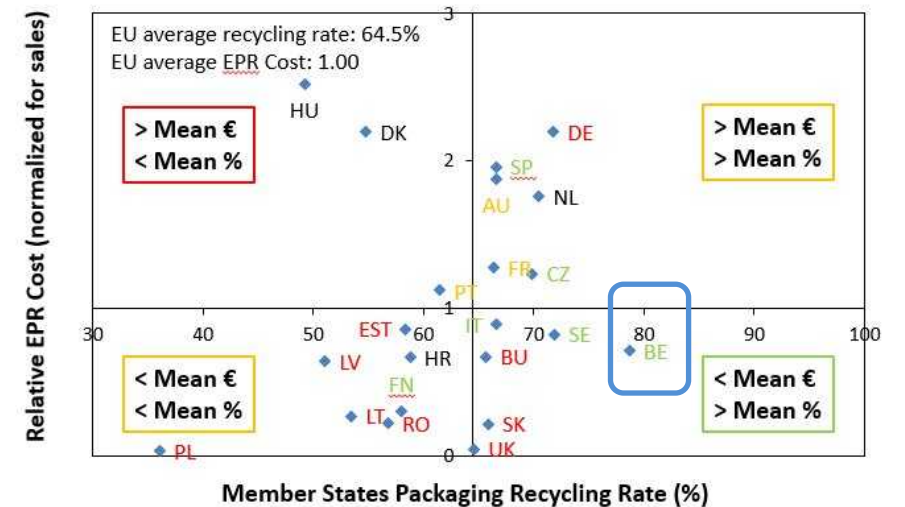 3
EU average recycling rate: 64.5%
EU average EPR Cost: 1.00
HU
> Mean €
< Mean %
DK
DE
> Mean €
> Mean %
2
SP
AU
NL
FR
CZ
PT
1
30
40
50
60
70
80
90
100
EST
IT
SE
LV
HR
BU
BE
< Mean €
< Mean %
FN
LT
RO
SK
< Mean €
> Mean %
PL
0
UK
Relative EPR Cost (normalized for sales)
Member States Packaging Recycling Rate (%)